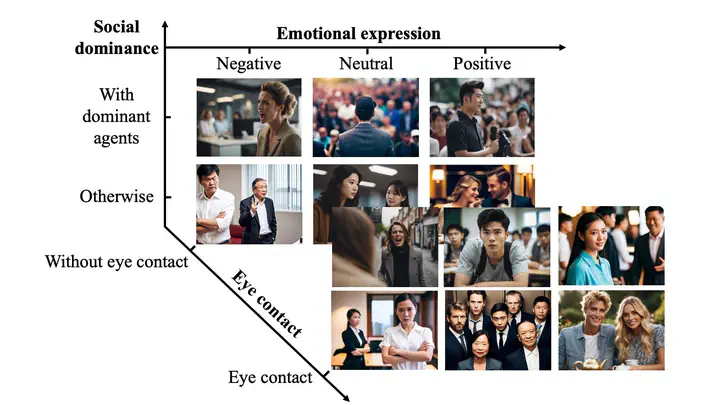 Social
dominance
Emotional expression
Negative
Neutral
Positive
With
dominant
agents
Otherwise
Without eye contact
Eye contact
Eye contact